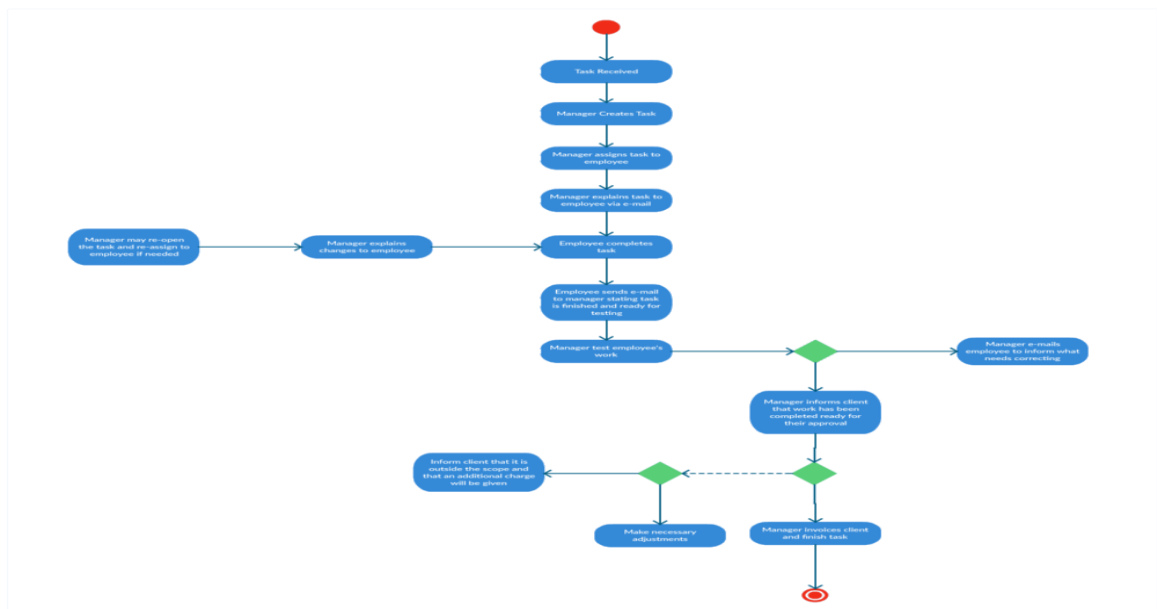 Task Received
Manager Creates Task
Manager assigns task to
employee
Manager explains task to
employee via e-mail
Manager may re-open
the task and re-assign to
employee if needed
Manager explains
changes to employee
Employee completes
task
Employee sends e-mail
to manager stating task
is finished and ready for
testing
Manager test employee's
work
Manager e-mails
employee to inform what
needs correcting
Manager informs client
that work has been
completed ready for
their approval
Inform client that it is
outside the scope and
that an additional charge
will be given
Make necessary
adjustments
Manager invoices client
and finish task